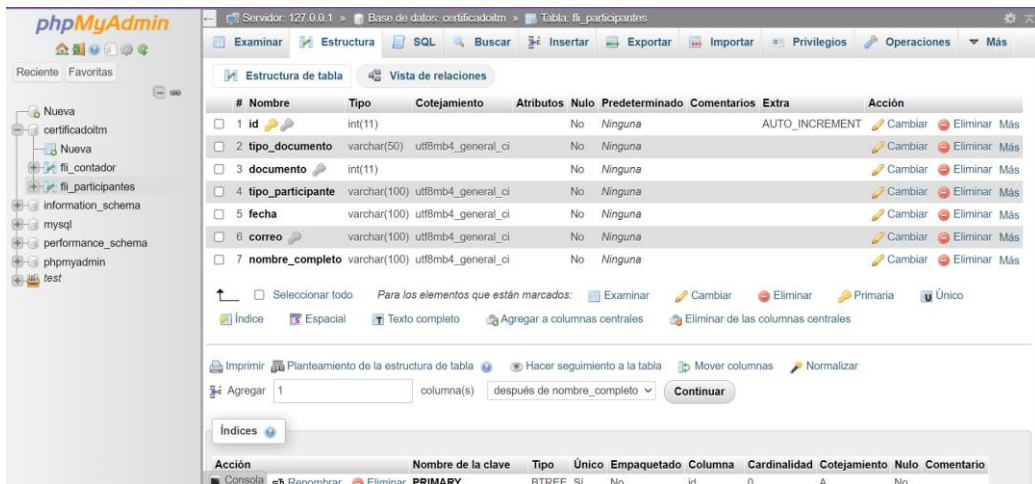 phpMyAdmin
Reciente Favoritas
Nueva
certificadoitm
Nueva
fli_contador
fli_participantes
information_schema
mysql
performance_schema
phpmyadmin
test
Servidor: 127.0.0.1 » Base de datos: certificadoitm » Tabla: fli_participantes
Examinar Estructura SQL Buscar Insertar Exportar Importar Privilegios Operaciones Más
Estructura de tabla Vista de relaciones
# Nombre Tipo Cotejamiento Atributos Nulo Predeterminado Comentarios Extra Acción
1 id int(11) No Ninguna AUTO_INCREMENT Cambiar Eliminar Más
2 tipo_documento varchar(50) utf8mb4_general_ci No Ninguna Cambiar Eliminar Más
3 documento int(11) No Ninguna Cambiar Eliminar Más
4 tipo_participante varchar(100) utf8mb4_general_ci No Ninguna Cambiar Eliminar Más
5 fecha varchar(100) utf8mb4_general_ci No Ninguna Cambiar Eliminar Más
6 correo varchar(100) utf8mb4_general_ci No Ninguna Cambiar Eliminar Más
7 nombre_completo varchar(100) utf8mb4_general_ci No Ninguna Cambiar Eliminar Más
Seleccionar todo Para los elementos que están marcados: Examinar Cambiar Eliminar Primaria Único
Índice Espacial Texto completo Agregar a columnas centrales Eliminar de las columnas centrales
Imprimir Planteamiento de la estructura de tabla Hacer seguimiento a la tabla Mover columnas Normalizar
Agregar 1 columna(s) después de nombre_completo Continuar
Índices
Acción Nombre de la clave Tipo Único Empaquetado Columna Cardinalidad Cotejamiento Nulo Comentario
Consola Renombrar Eliminar PRIMARY BTREE Sí No id 0 A No